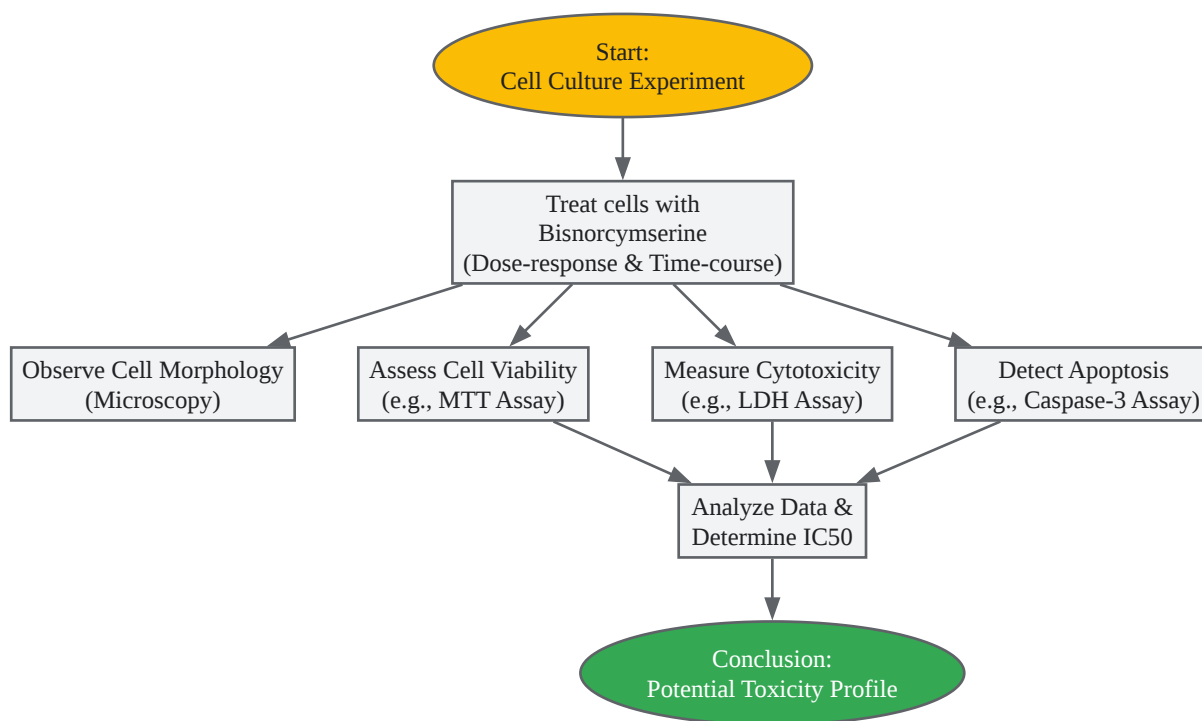 Start:
Cell Culture Experiment
Treat cells with
Bisnorcymserine
(Dose-response & Time-course)
Observe Cell Morphology
(Microscopy)
Assess Cell Viability
(e.g., MTT Assay)
Measure Cytotoxicity
(e.g., LDH Assay)
Detect Apoptosis
(e.g., Caspase-3 Assay)
Analyze Data &
Determine IC50
Conclusion:
Potential Toxicity Profile